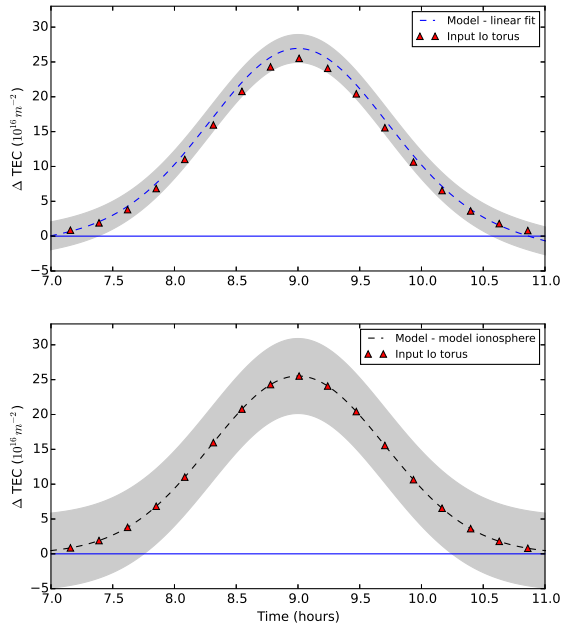 30
25
20
15
10
5
0
−5
Δ TEC (10^{16} m^{−2})
Model - linear fit
Input Io torus
7.0 7.5 8.0 8.5 9.0 9.5 10.0 10.5 11.0
30
25
20
15
10
5
0
−5
Δ TEC (10^{16} m^{−2})
Model - model ionosphere
Input Io torus
7.0 7.5 8.0 8.5 9.0 9.5 10.0 10.5 11.0
Time (hours)